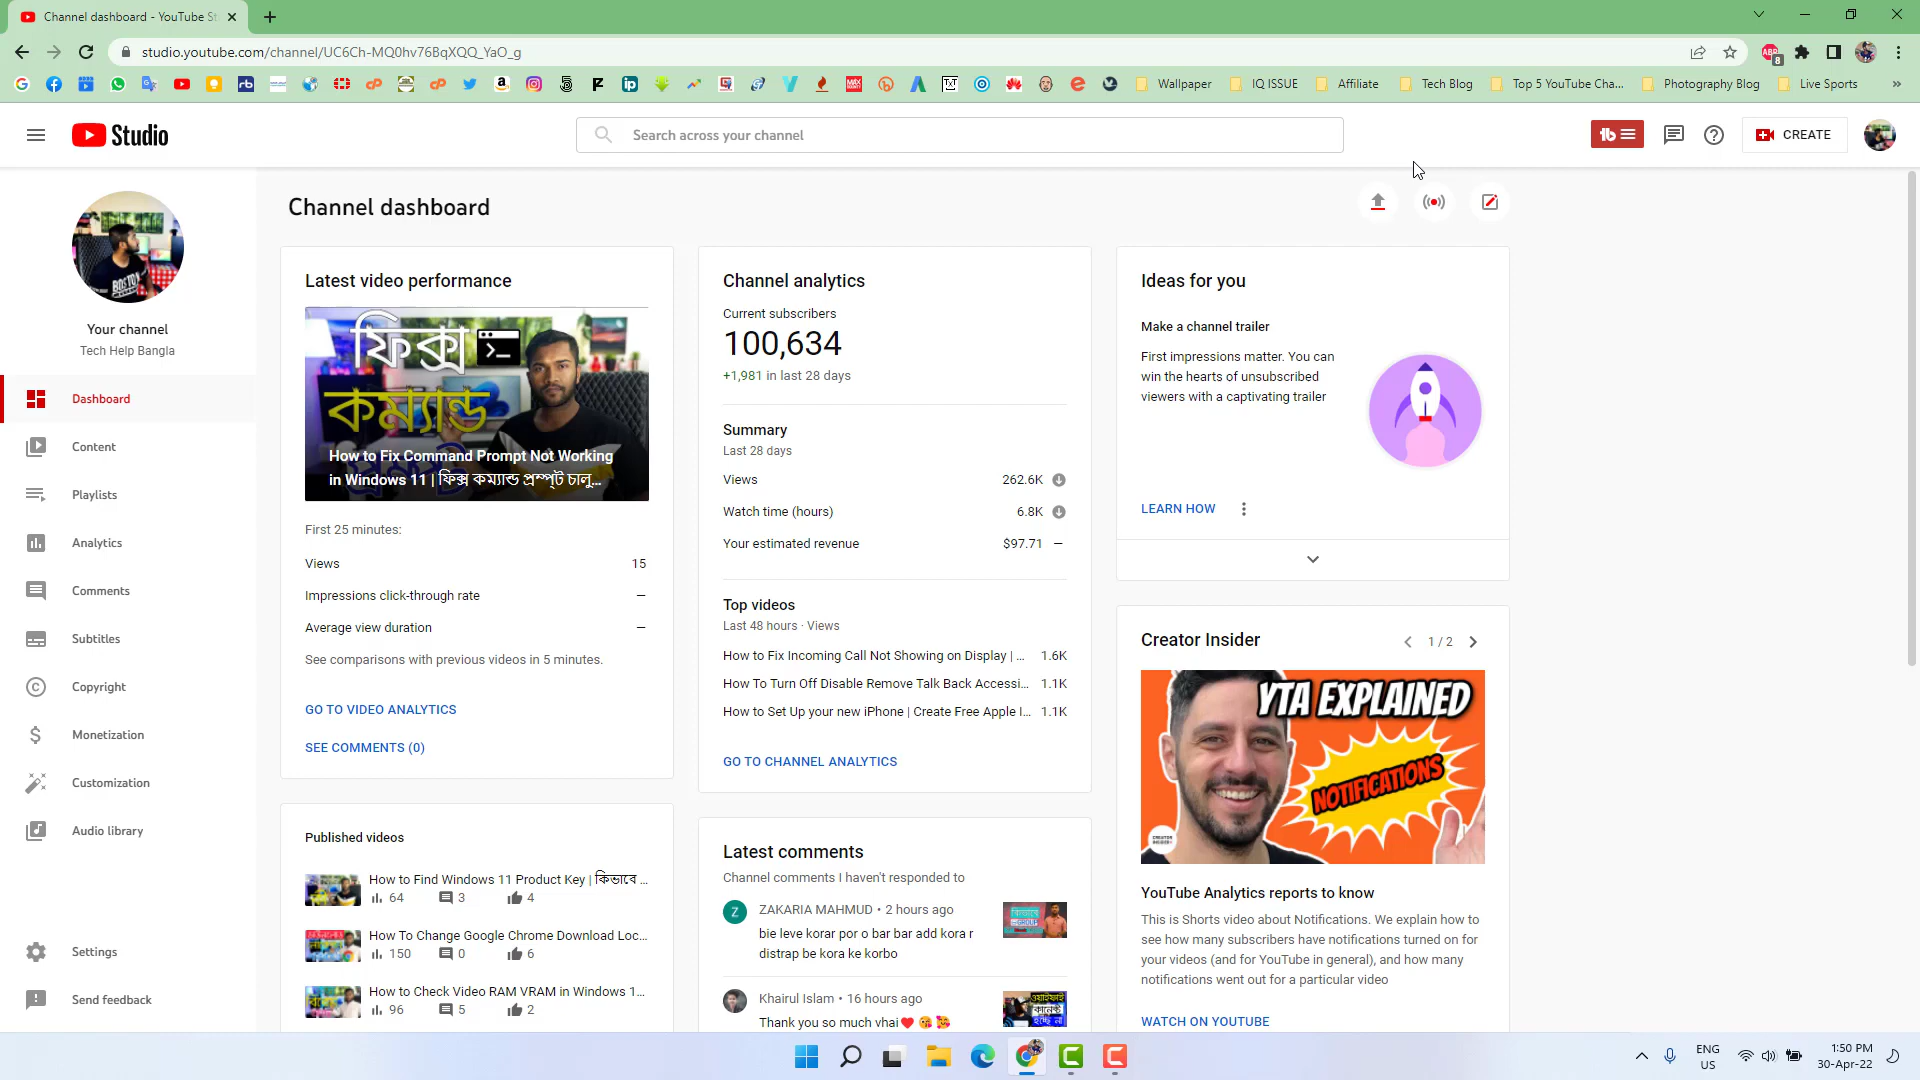 Channel dashboard - YouTube St
studio.youtube.com/channel/UC6Ch-MQ0hv76BqXQQ_YaO_g
ABP
8
Wallpaper
IQ ISSUE
Affiliate
Tech Blog
Top 5 YouTube Cha...
Photography Blog
Live Sports
Studio
Search across your channel
CREATE
Channel dashboard
Your channel
Tech Help Bangla
Dashboard
Content
Playlists
Analytics
Comments
Subtitles
Copyright
Monetization
Customization
Audio library
Settings
Send feedback
Latest video performance
ফিক্স
কম্যান্ড
How to Fix Command Prompt Not Working
in Windows 11 | ফিক্স কম্যান্ড প্রম্প্ট চালু...
First 25 minutes:
Views 15
Impressions click-through rate —
Average view duration —
See comparisons with previous videos in 5 minutes.
GO TO VIDEO ANALYTICS
SEE COMMENTS (0)
Published videos
How to Find Windows 11 Product Key | কিভাবে ...
64 3 4
How To Change Google Chrome Download Loc...
150 0 6
How to Check Video RAM VRAM in Windows 1...
96 5 2
Channel analytics
Current subscribers
100,634
+1,981 in last 28 days
Summary
Last 28 days
Views 262.6K
Watch time (hours) 6.8K
Your estimated revenue $97.71 —
Top videos
Last 48 hours · Views
How to Fix Incoming Call Not Showing on Display | ... 1.6K
How To Turn Off Disable Remove Talk Back Accessi... 1.1K
How to Set Up your new iPhone | Create Free Apple I... 1.1K
GO TO CHANNEL ANALYTICS
Latest comments
Channel comments I haven't responded to
Z
ZAKARIA MAHMUD • 2 hours ago
bie leve korar por o bar bar add kora r
distrap be kora ke korbo
Khairul Islam • 16 hours ago
Thank you so much vhai❤️ 😘 🥰
Ideas for you
Make a channel trailer
First impressions matter. You can
win the hearts of unsubscribed
viewers with a captivating trailer
LEARN HOW
Creator Insider
1 / 2
YTA EXPLAINED
NOTIFICATIONS
CREATOR
INSIDER
YouTube Analytics reports to know
This is Shorts video about Notifications. We explain how to
see how many subscribers have notifications turned on for
your videos (and for YouTube in general), and how many
notifications went out for a particular video
WATCH ON YOUTUBE
ENG
US
1:50 PM
30-Apr-22